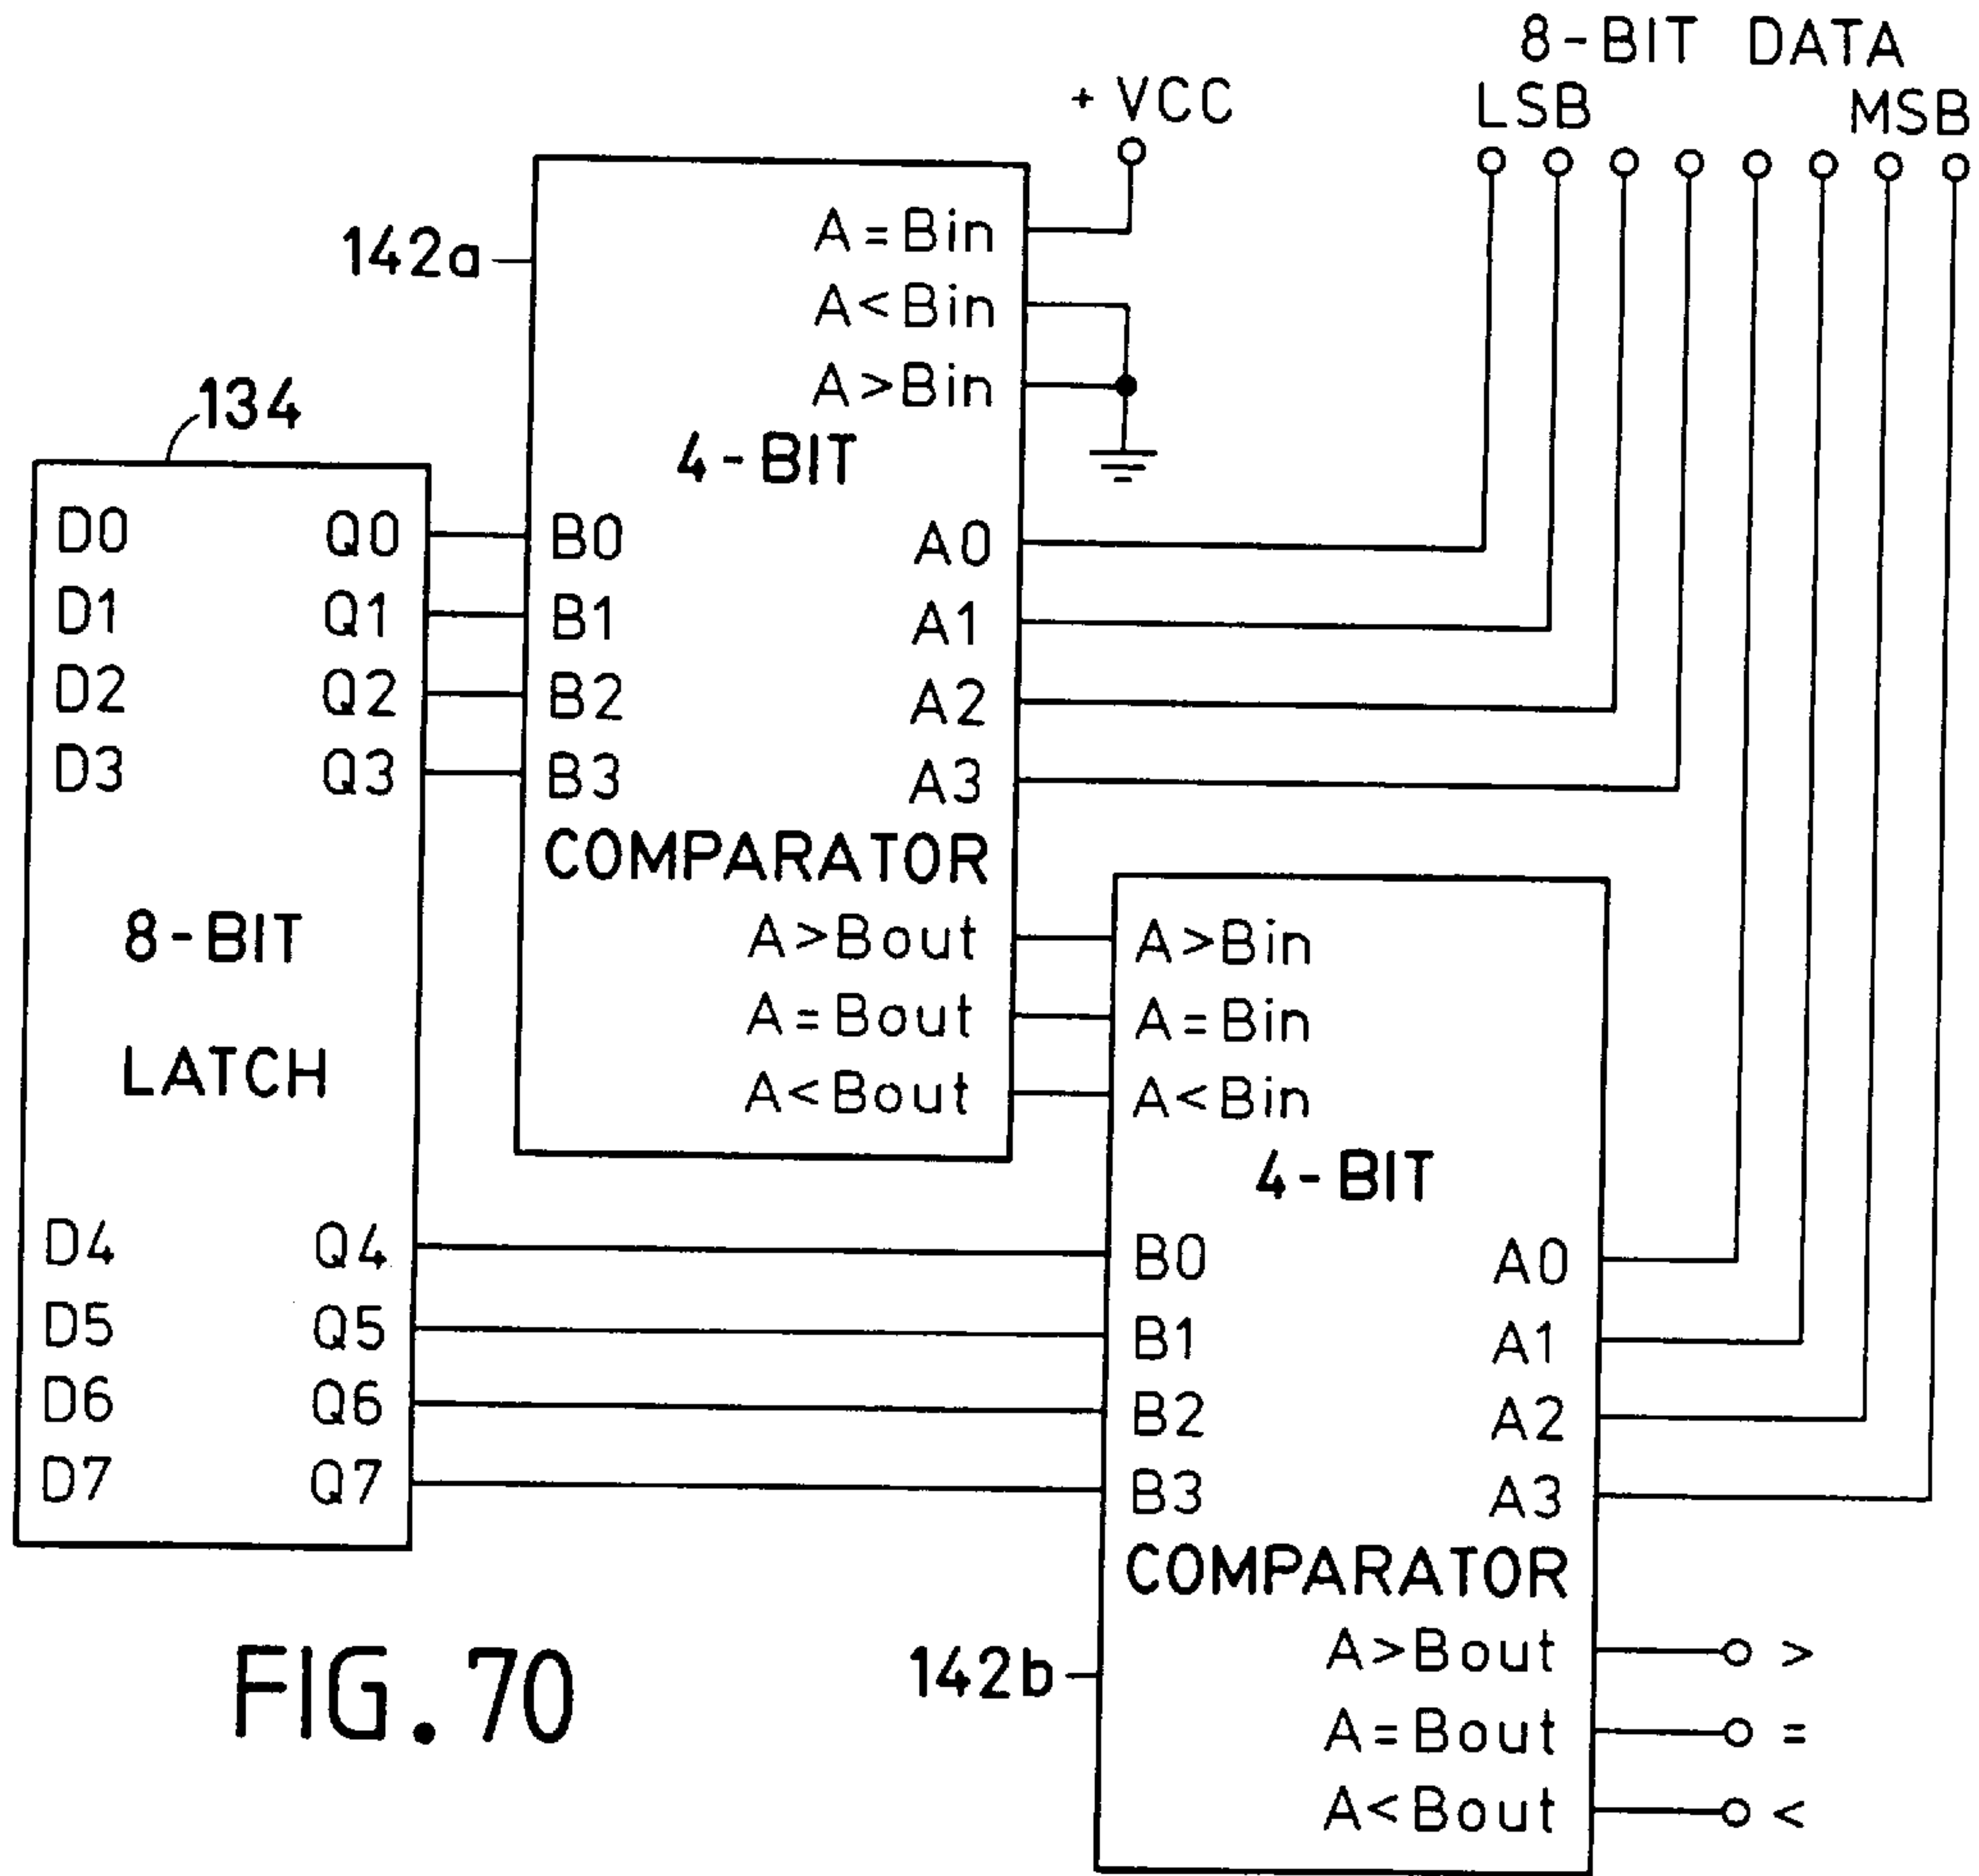 8-BIT DATA
LSB MSB
+ VCC
142a
A=Bin
A<Bin
A>Bin
4-BIT
134
D0 Q0 B0 A0
D1 Q1 B1 A1
D2 Q2 B2 A2
D3 Q3 B3 A3
COMPARATOR
8-BIT
LATCH
A>Bout A>Bin
A=Bout A=Bin
A<Bout A<Bin
4-BIT
D4 Q4 B0 A0
D5 Q5 B1 A1
D6 Q6 B2 A2
D7 Q7 B3 A3
COMPARATOR
142b
A>Bout >
A=Bout =
A<Bout <
FIG. 70